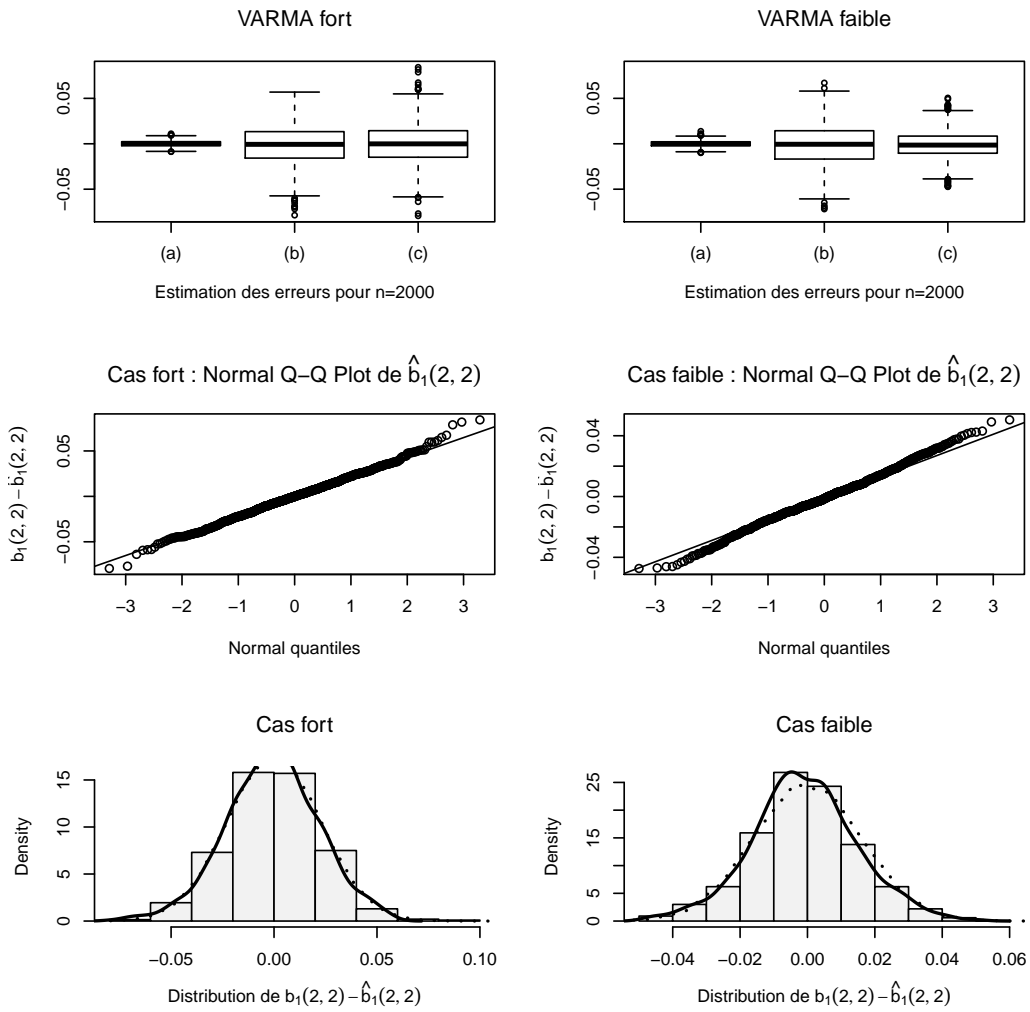 VARMA fort
VARMA faible
0.05
−0.05
(a) (b) (c)
Estimation des erreurs pour n=2000
0.05
−0.05
(a) (b) (c)
Estimation des erreurs pour n=2000
Cas fort : Normal Q−Q Plot de b̂₁(2, 2)
b₁(2, 2) − b̂₁(2, 2)
0.05
−0.05
−3 −2 −1 0 1 2 3
Normal quantiles
Cas faible : Normal Q−Q Plot de b̂₁(2, 2)
b₁(2, 2) − b̂₁(2, 2)
0.04
0.00
−0.04
−3 −2 −1 0 1 2 3
Normal quantiles
Cas fort
Density
15
10
5
0
−0.05 0.00 0.05 0.10
Distribution de b₁(2, 2) − b̂₁(2, 2)
Cas faible
Density
25
15
5
0
−0.04 −0.02 0.00 0.02 0.04 0.06
Distribution de b₁(2, 2) − b̂₁(2, 2)